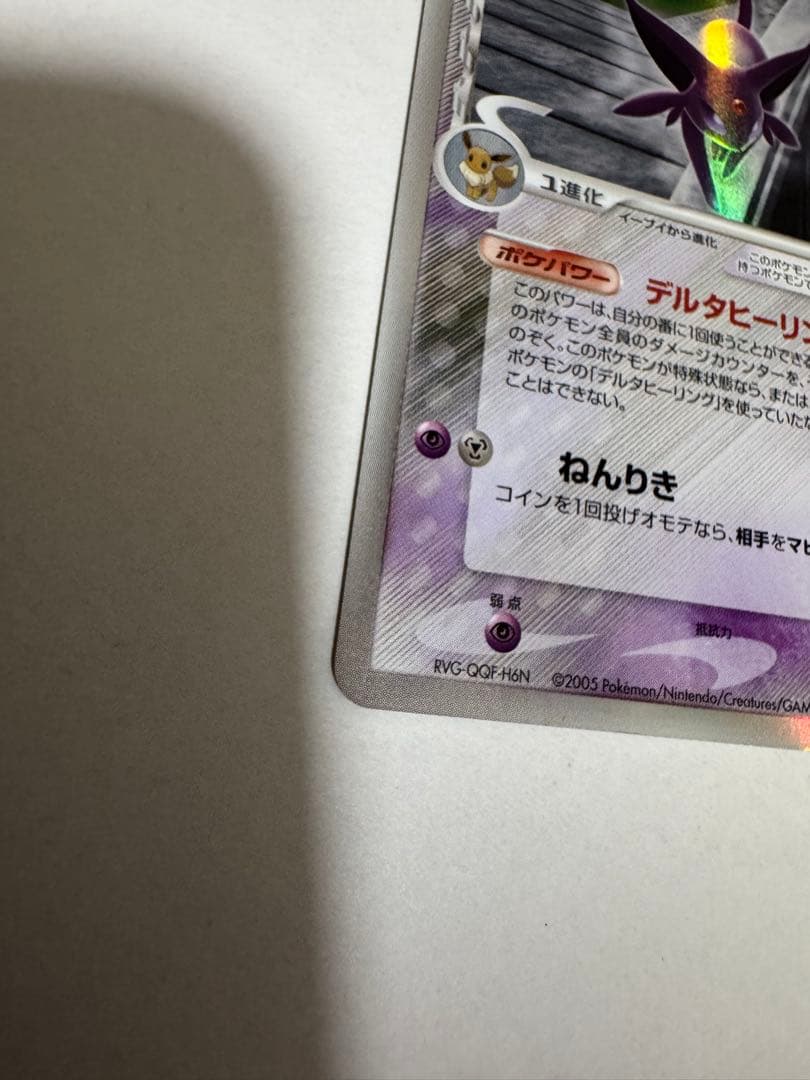 1進化
イーブイから進化
このポケモン
持つポケモンで
ポケパワー
デルタヒーリン
このパワーは、自分の番に1回使うことができる
のポケモン全員のダメージカウンターを、
のぞく。このポケモンが特殊状態なら、または
ポケモンの「デルタヒーリング」を使っていたな
ことはできない。
ねんりき
コインを1回投げオモテなら、相手をマヒ
弱点
抵抗力
RVG-QQF-H6N
©2005 Pokémon/Nintendo/Creatures/GAM